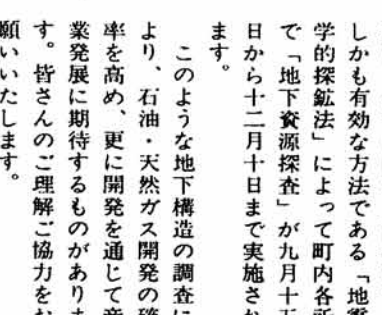 しかも有効な方法である「地震
学的探鉱法」によって町内各所
で「地下資源探査」が九月十五
日から十二月十日まで実施さ
ます。
このような地下構造の調査に
より、石油・天然ガス開発の確
率を高め、更に開発を通じて産
業発展に期待するものがありま
す。皆さんのご理解ご協力をお
願いいたします。